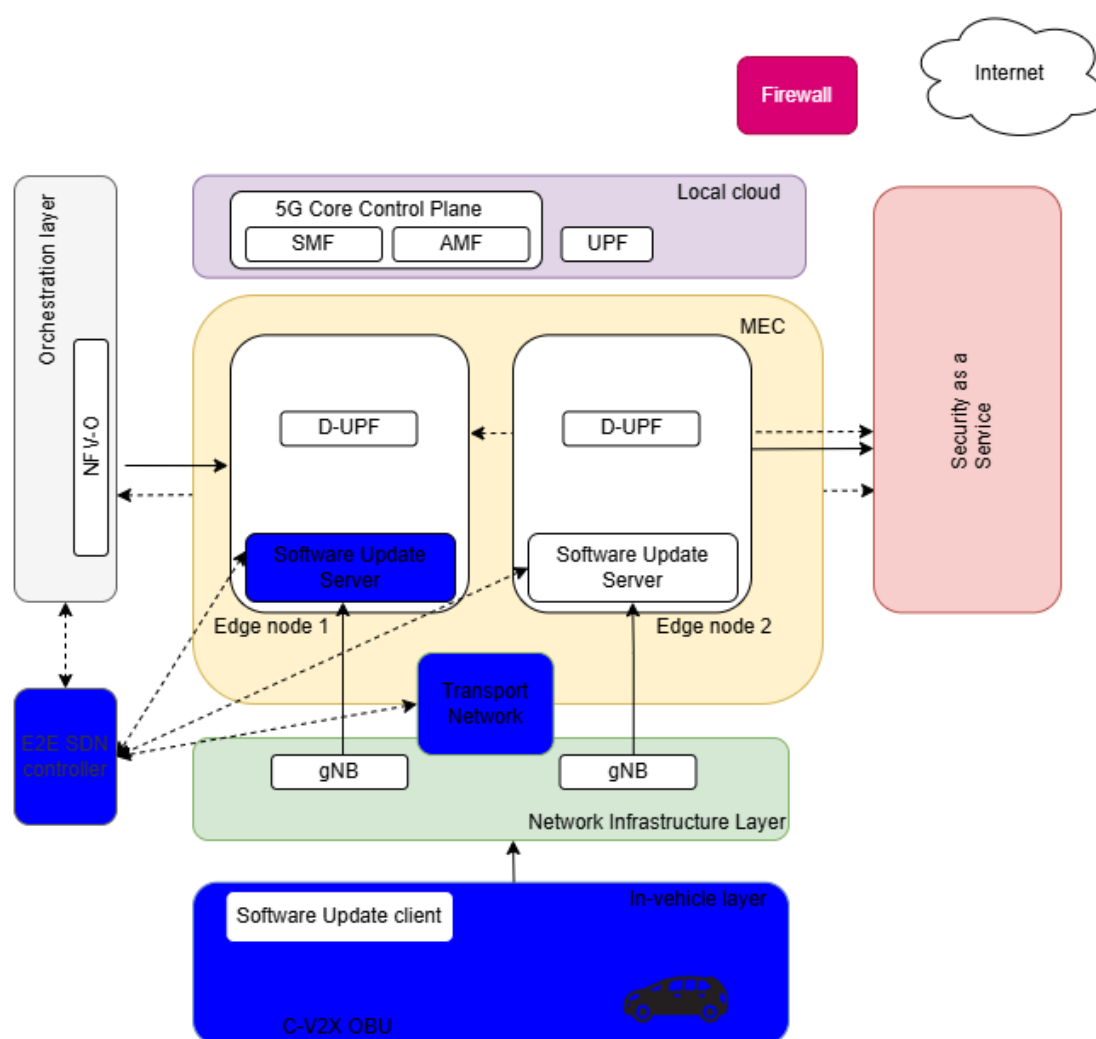 Internet
Firewall
Local cloud
5G Core Control Plane
SMF
AMF
UPF
Orchestration layer
NFV-O
MEC
D-UPF
D-UPF
Security as a
Service
Software Update
Server
Software Update
Server
Edge node 1
Edge node 2
Transport
Network
E2E SDN
controller
gNB
gNB
Network Infrastructure Layer
In-vehicle layer
Software Update client
C-V2X OBU